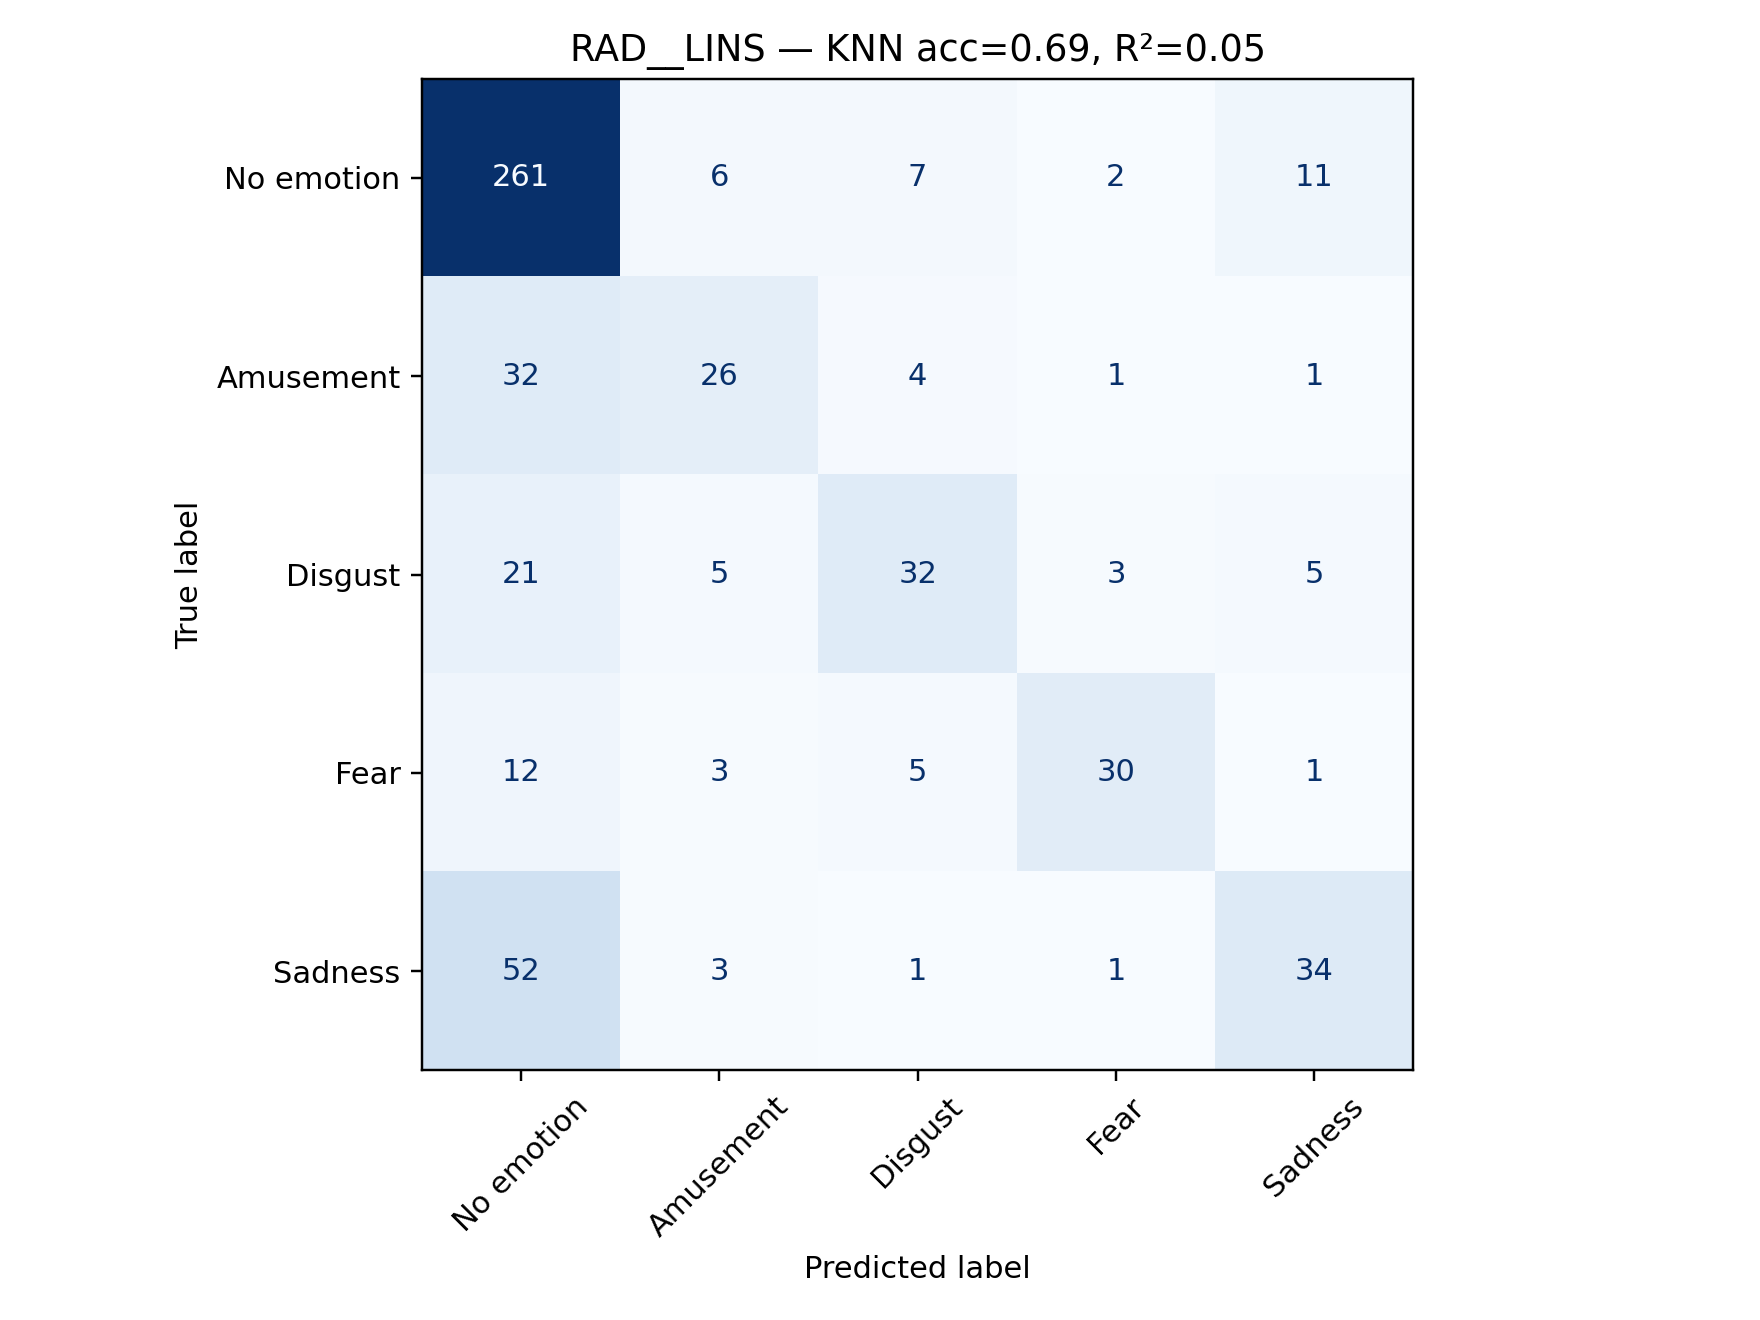 RAD__LINS — KNN acc=0.69, R²=0.05
No emotion 261 6 7 2 11
Amusement 32 26 4 1 1
Disgust 21 5 32 3 5
Fear 12 3 5 30 1
Sadness 52 3 1 1 34
True label
No emotion Amusement Disgust Fear Sadness
Predicted label